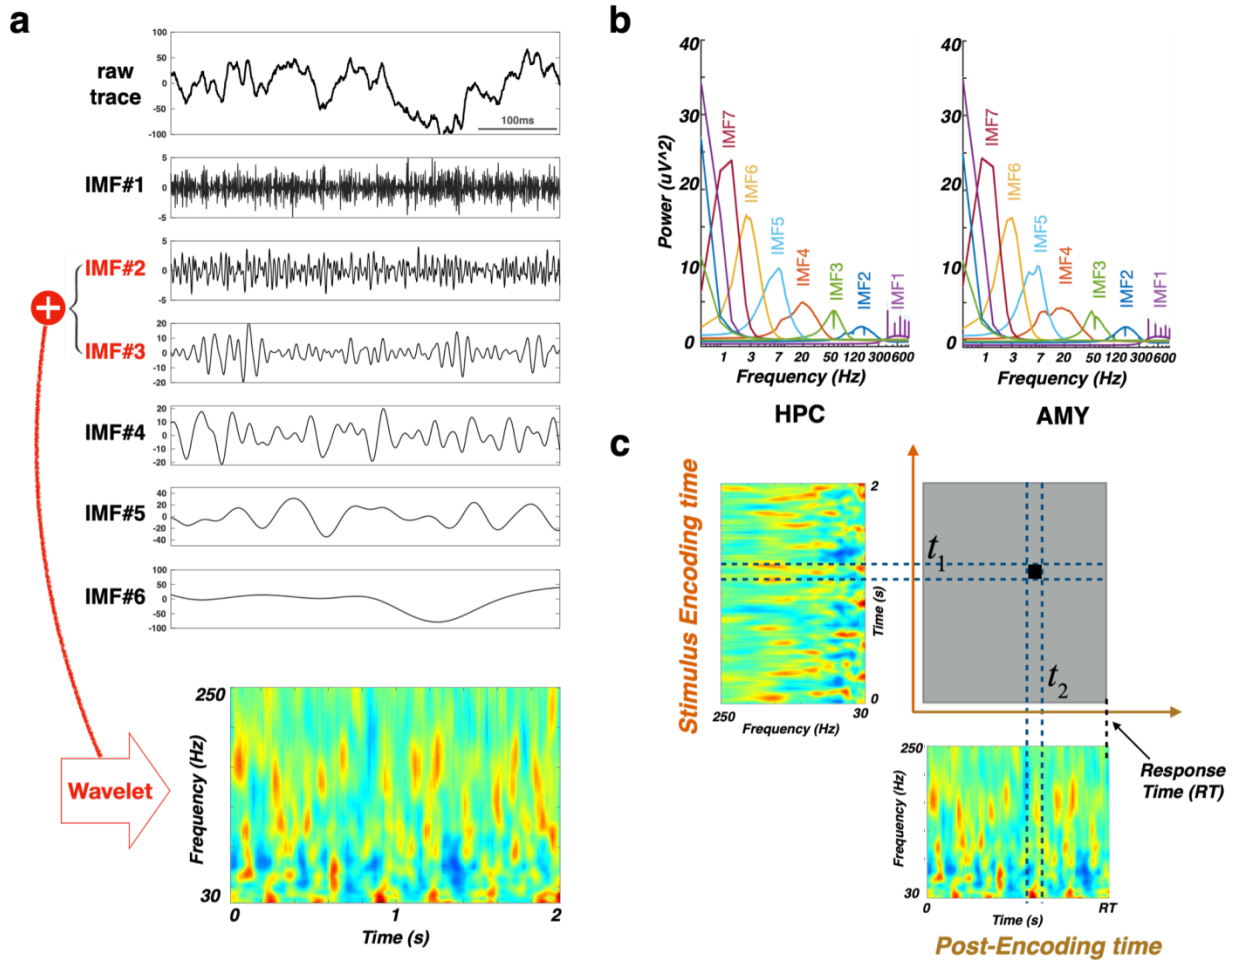 a
raw
trace
100
50
0
-50
-100
100ms
IMF#1
5
0
-5
IMF#2
5
0
-5
IMF#3
20
10
0
-10
-20
IMF#4
20
10
0
-10
-20
IMF#5
40
20
0
-20
-40
IMF#6
100
50
0
-50
-100
Wavelet
Frequency (Hz)
250
30
0 1 2
Time (s)
b
Power (uV^2)
40
30
20
10
0
IMF7
IMF6
IMF5
IMF4
IMF3
IMF2
IMF1
1 3 7 20 50 120 300 600
Frequency (Hz)
HPC
40
30
20
10
0
IMF7
IMF6
IMF5
IMF4
IMF3
IMF2
IMF1
1 3 7 20 50 120 300 600
Frequency (Hz)
AMY
c
Stimulus Encoding time
2
Time (s)
0
250 30
Frequency (Hz)
t1
t2
Response
Time (RT)
Frequency (Hz)
250
30
0 RT
Time (s)
Post-Encoding time